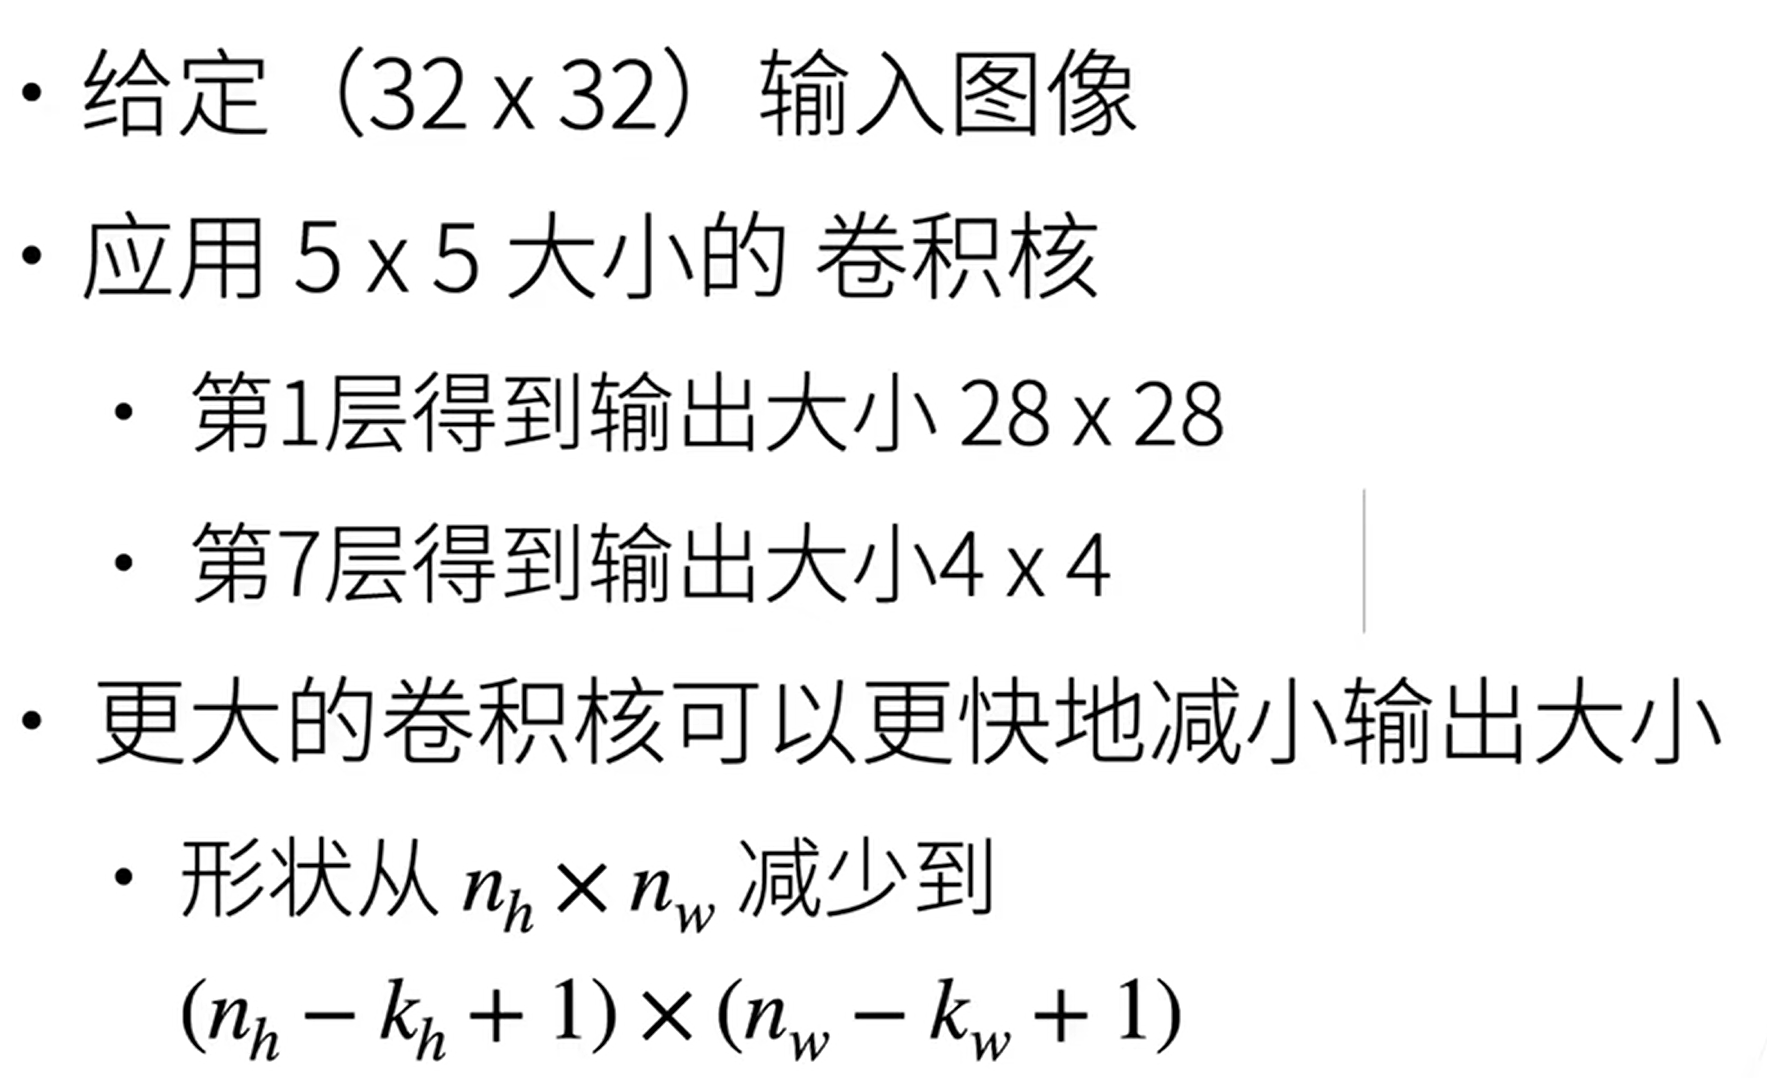 • 给定（32 x 32）输入图像
• 应用 5 x 5 大小的 卷积核
• 第1层得到输出大小 28 x 28
• 第7层得到输出大小4 x 4
• 更大的卷积核可以更快地减小输出大小
• 形状从 n_h × n_w 减少到
(n_h − k_h + 1) × (n_w − k_w + 1)